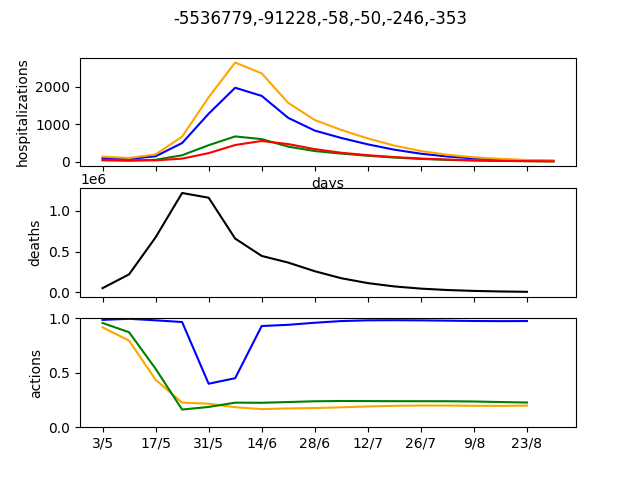 -5536779,-91228,-58,-50,-246,-353
hospitalizations
2000
1000
0
days
1e6
deaths
1.0
0.5
0.0
actions
1.0
0.5
0.0
3/5 17/5 31/5 14/6 28/6 12/7 26/7 9/8 23/8